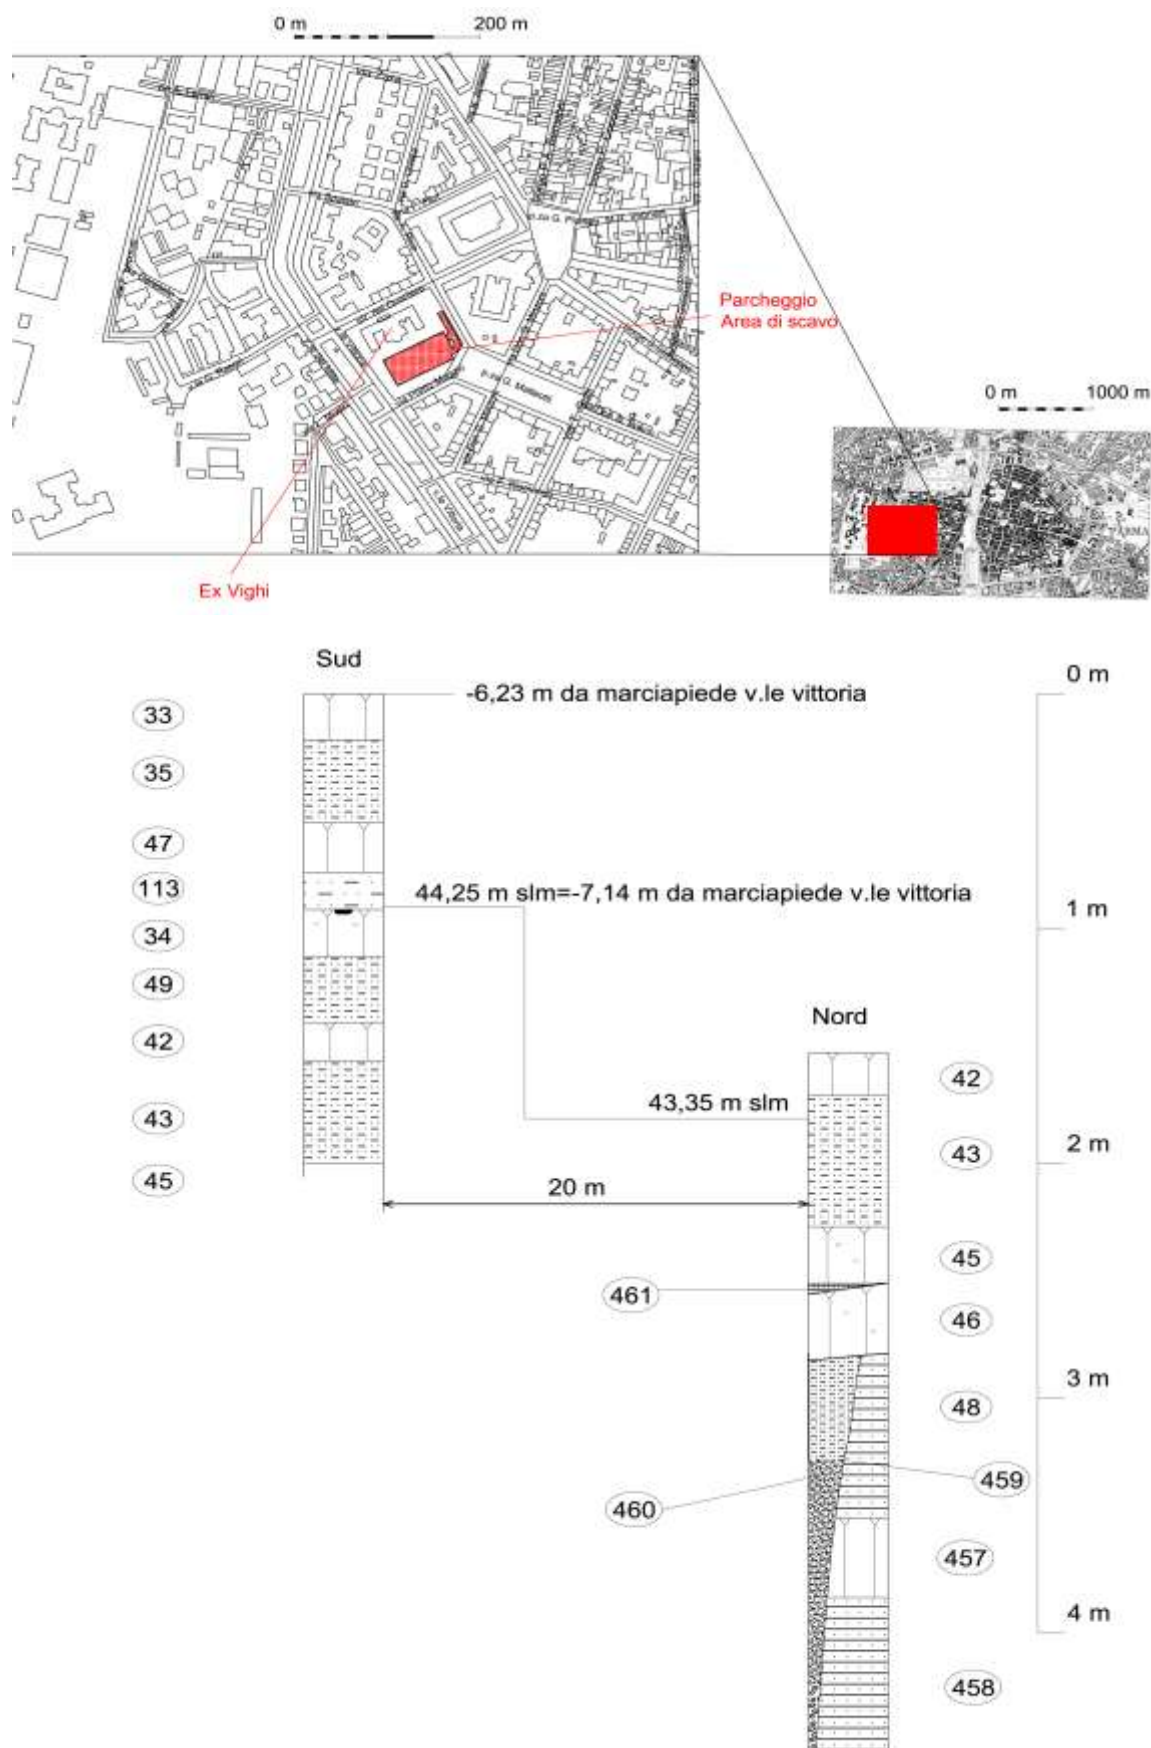 0 m 200 m
Parcheggio
Area di scavo
0 m 1000 m
PARMA
Ex Vighi
Sud
0 m
-6,23 m da marciapiede v.le vittoria
33
35
47
113
44,25 m slm=-7,14 m da marciapiede v.le vittoria
1 m
34
49
Nord
42
42
43,35 m slm
43
2 m
43
45
20 m
45
461
46
3 m
48
459
460
457
4 m
458